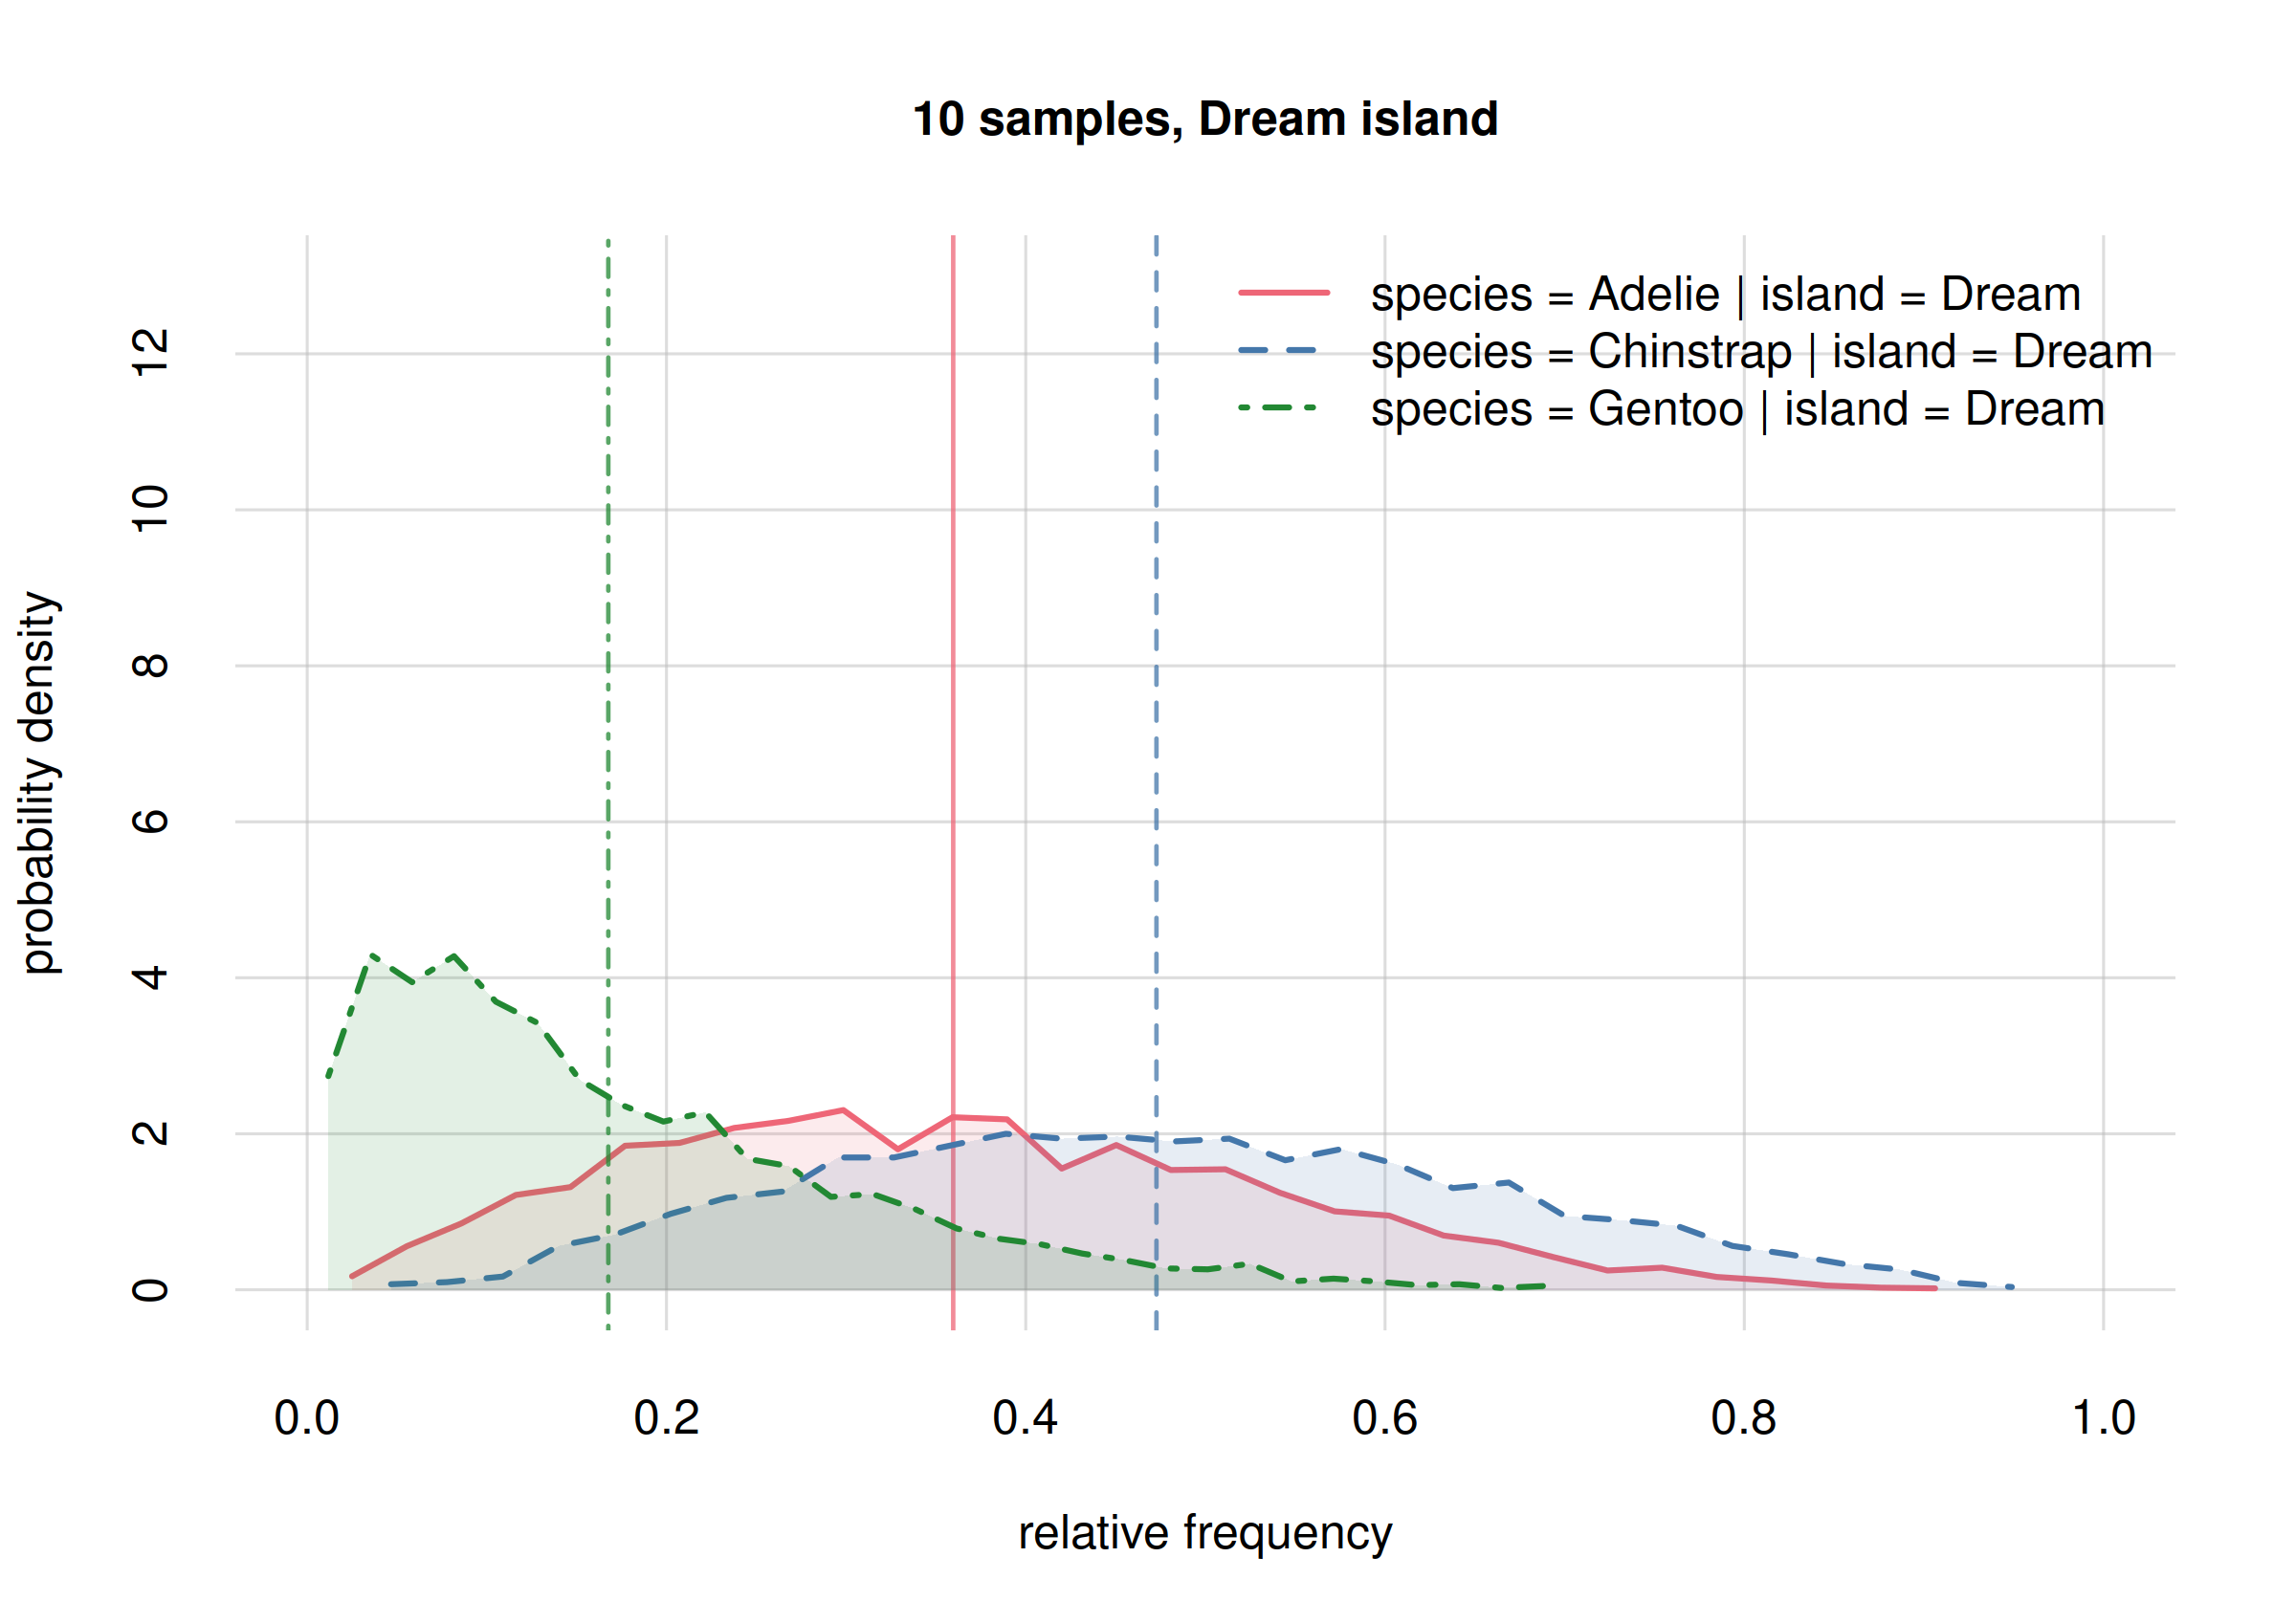 10 samples, Dream island
species = Adelie | island = Dream
species = Chinstrap | island = Dream
species = Gentoo | island = Dream
probability density
12
10
8
6
4
2
0
0.0 0.2 0.4 0.6 0.8 1.0
relative frequency